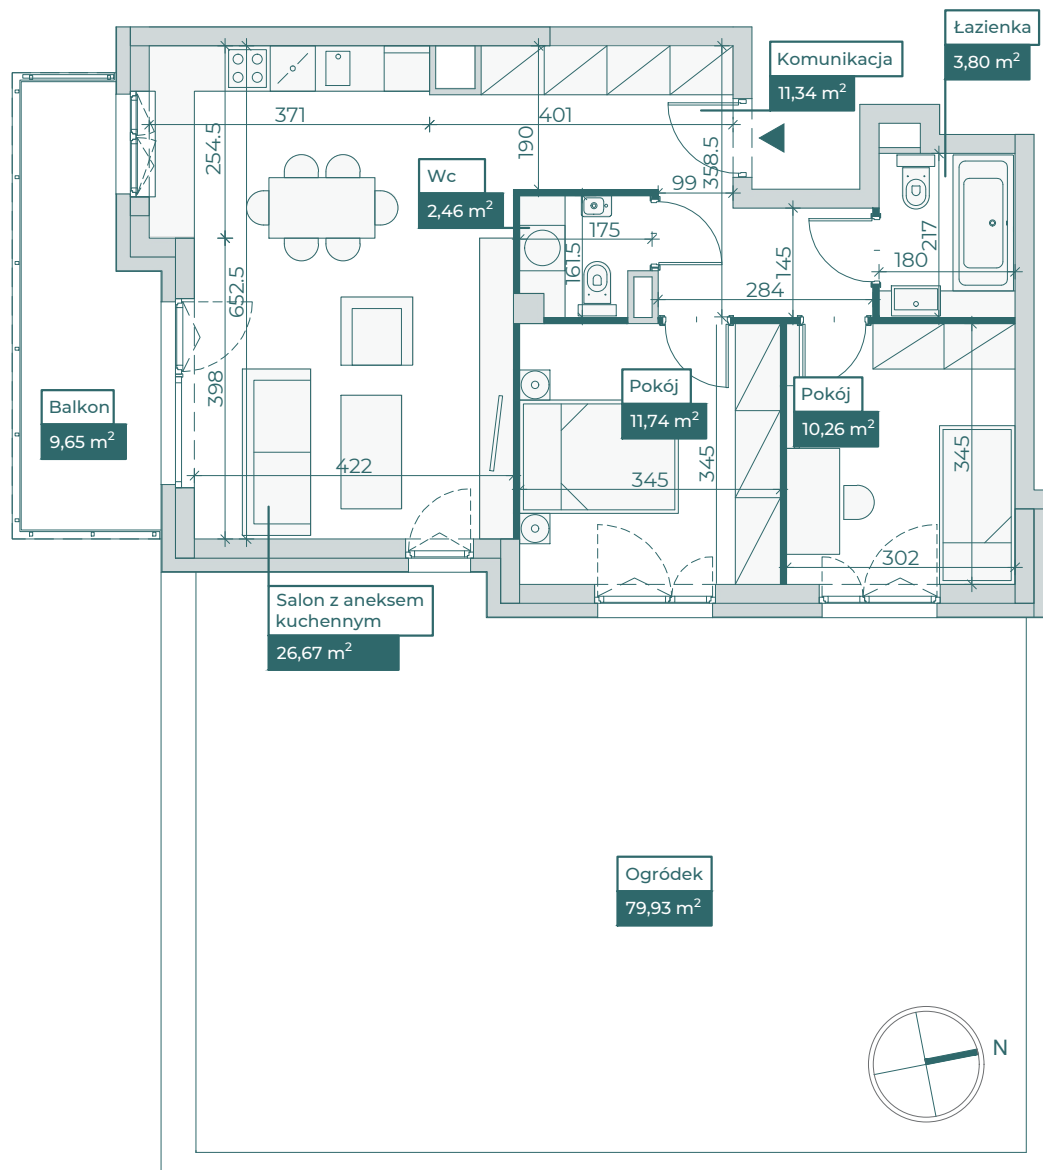 Łazienka
3,80 m²
Komunikacja
11,34 m²
371
401
254.5
190
358.5
99
Wc
2,46 m²
175
161.5
217
180
145
284
652.5
398
Balkon
9,65 m²
Pokój
11,74 m²
Pokój
10,26 m²
422
345
345
345
302
Salon z aneksem
kuchennym
26,67 m²
Ogródek
79,93 m²
N